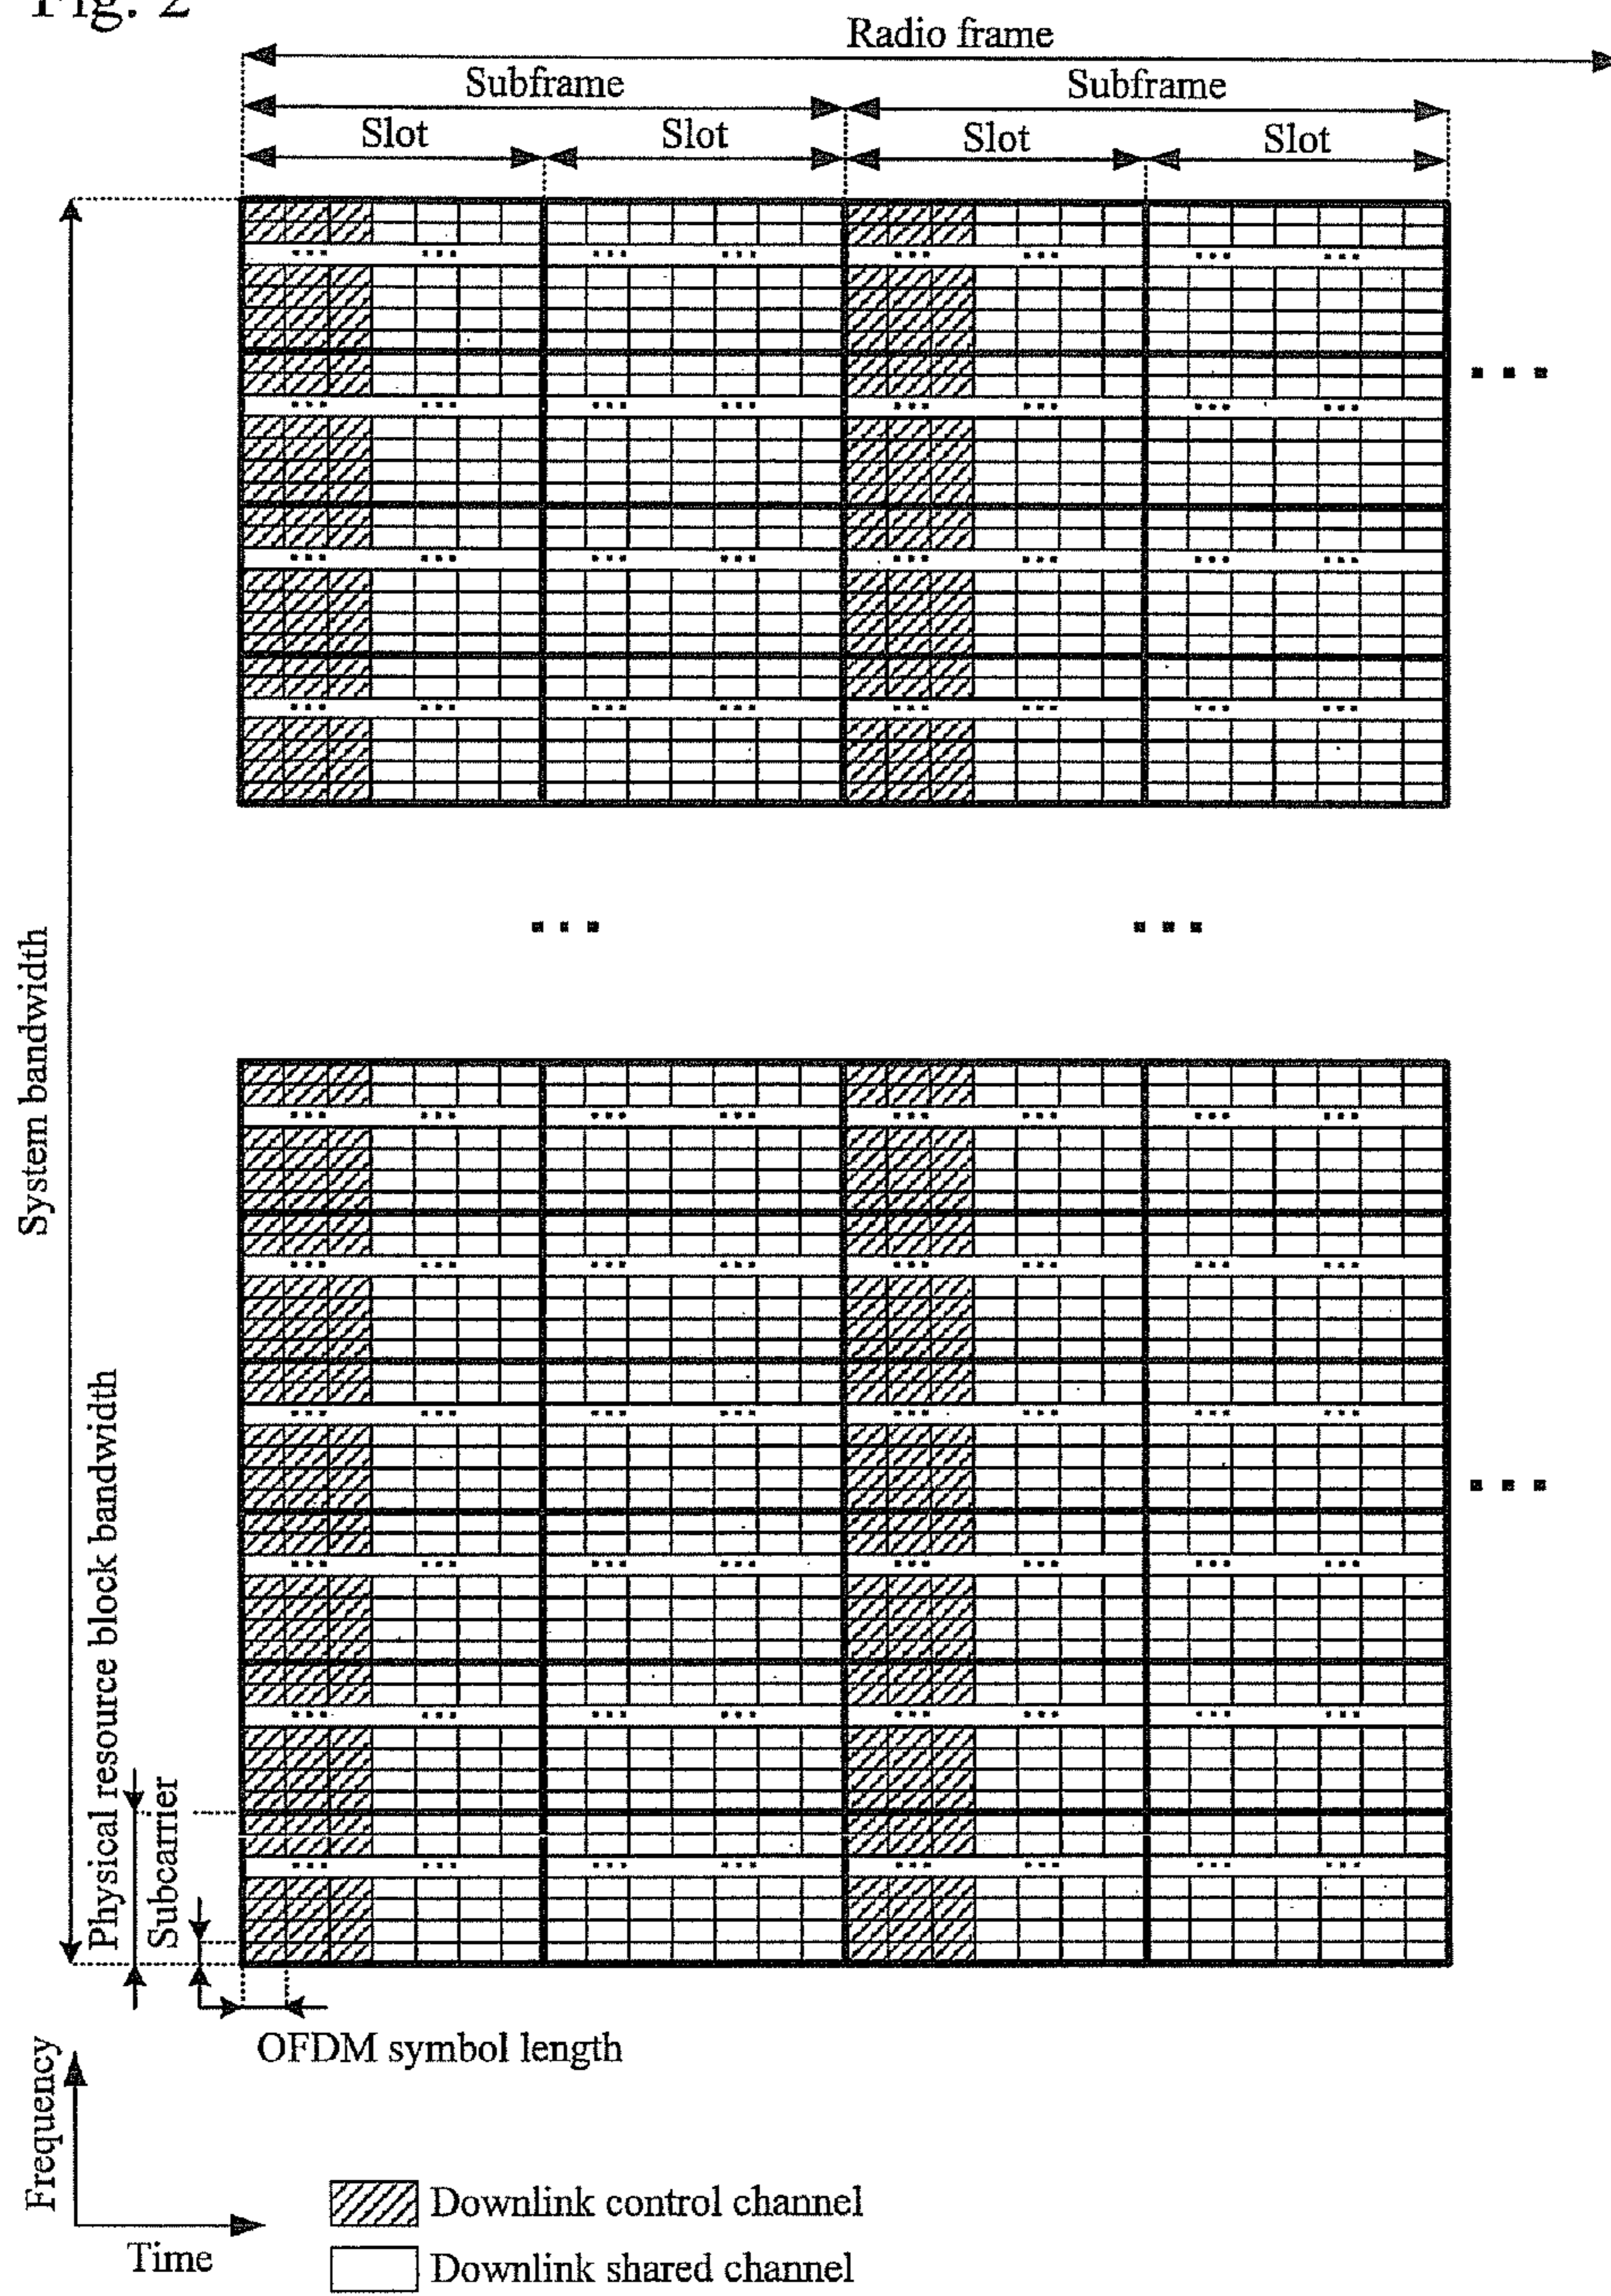 Fig. 2
Radio frame
Subframe
Subframe
Slot
Slot
Slot
Slot
System bandwidth
Physical resource block bandwidth
Subcarrier
OFDM symbol length
Frequency
Time
Downlink control channel
Downlink shared channel